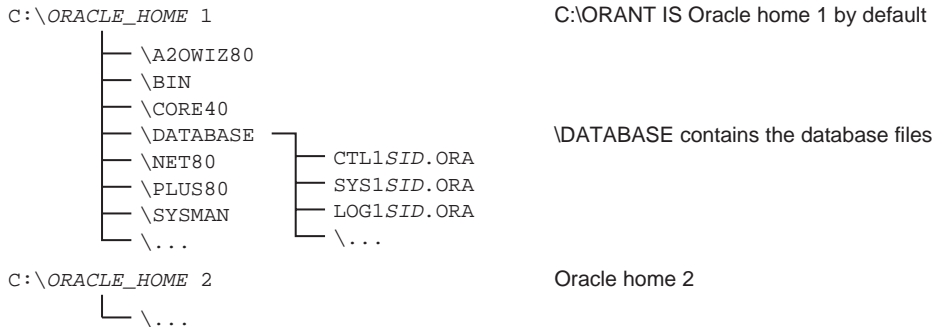 C:\ORACLE_HOME 1 C:\ORANT IS Oracle home 1 by default
\A2OWIZ80
\BIN
\CORE40
\DATABASE \DATABASE contains the database files
\NET80 CTL1SID.ORA
\PLUS80 SYS1SID.ORA
\SYSMAN LOG1SID.ORA
\... \...
C:\ORACLE_HOME 2 Oracle home 2
\...